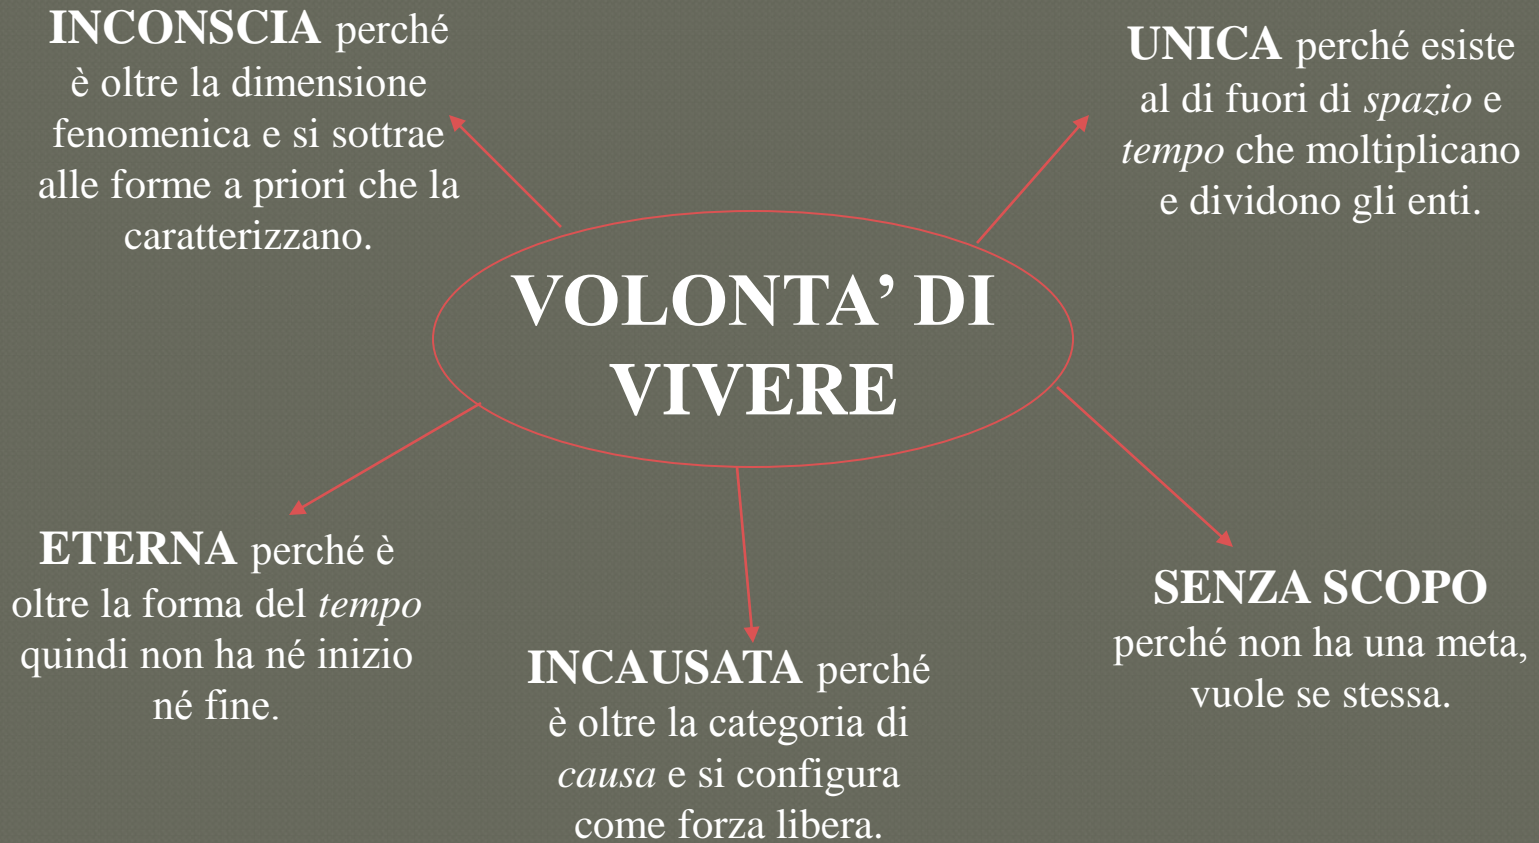 INCONSCIA perché
è oltre la dimensione
fenomenica e si sottrae
alle forme a priori che la
caratterizzano.
UNICA perché esiste
al di fuori di spazio e
tempo che moltiplicano
e dividono gli enti.
VOLONTA’ DI
VIVERE
ETERNA perché è
oltre la forma del tempo
quindi non ha né inizio
né fine.
INCAUSATA perché
è oltre la categoria di
causa e si configura
come forza libera.
SENZA SCOPO
perché non ha una meta,
vuole se stessa.